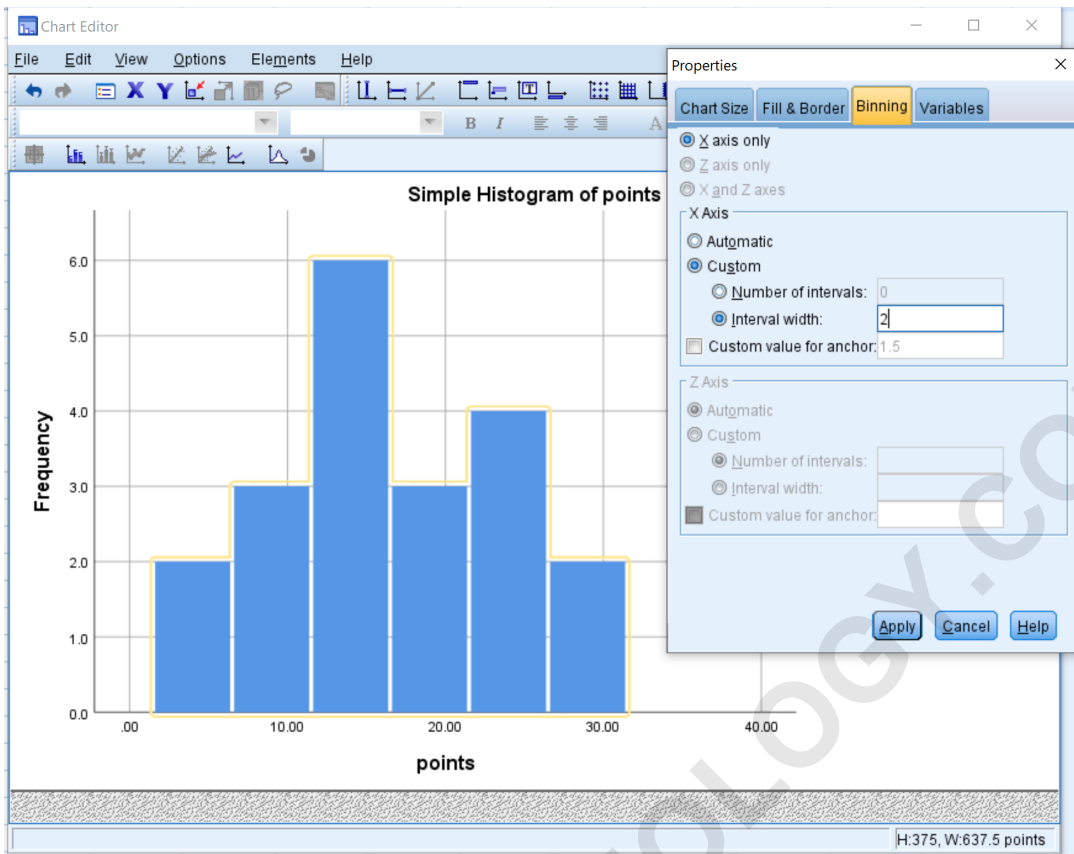 Chart Editor
File Edit View Options Elements Help
B I A
Simple Histogram of points
6.0
5.0
4.0
3.0
2.0
1.0
0.0
Frequency
.00 10.00 20.00 30.00 40.00
points
H:375, W:637.5 points
Properties
Chart Size Fill & Border Binning Variables
X axis only
Z axis only
X and Z axes
X Axis
Automatic
Custom
Number of intervals: 0
Interval width: 2
Custom value for anchor: 1.5
Z Axis
Automatic
Custom
Number of intervals:
Interval width:
Custom value for anchor:
Apply Cancel Help
OLOGY.CO